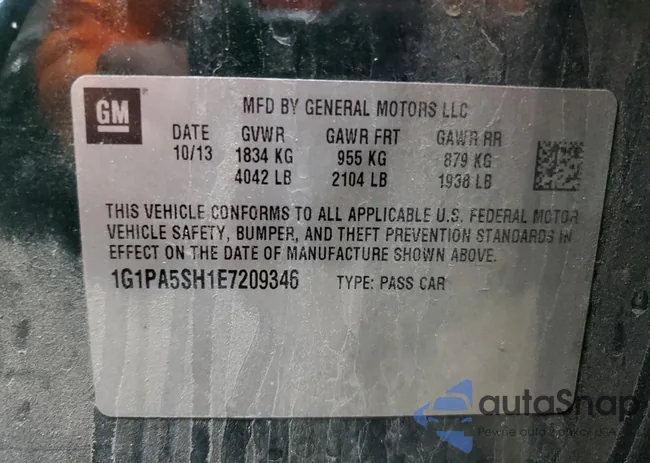 GM
MFD BY GENERAL MOTORS LLC
DATE GVWR GAWR FRT GAWR RR
10/13 1834 KG 955 KG 879 KG
4042 LB 2104 LB 1938 LB
THIS VEHICLE CONFORMS TO ALL APPLICABLE U.S. FEDERAL MOTOR
VEHICLE SAFETY, BUMPER, AND THEFT PREVENTION STANDARDS IN
EFFECT ON THE DATE OF MANUFACTURE SHOWN ABOVE.
1G1PA5SH1E7209346 TYPE: PASS CAR
autoSnap